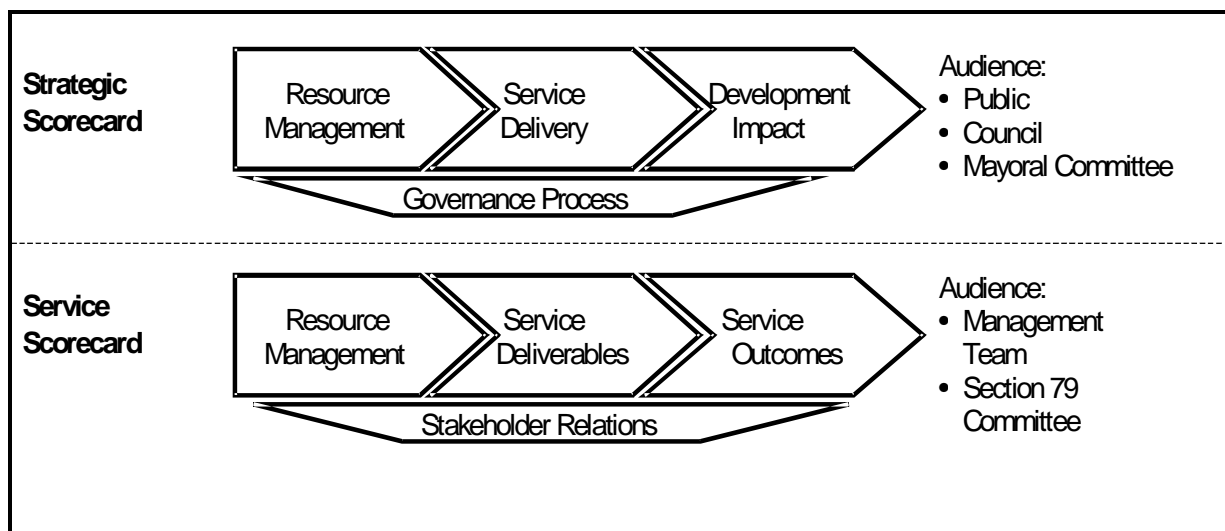 Strategic
Scorecard
Resource
Management
Service
Delivery
Development
Impact
Governance Process
Audience:
• Public
• Council
• Mayoral Committee
Service
Scorecard
Resource
Management
Service
Deliverables
Service
Outcomes
Stakeholder Relations
Audience:
• Management
Team
• Section 79
Committee